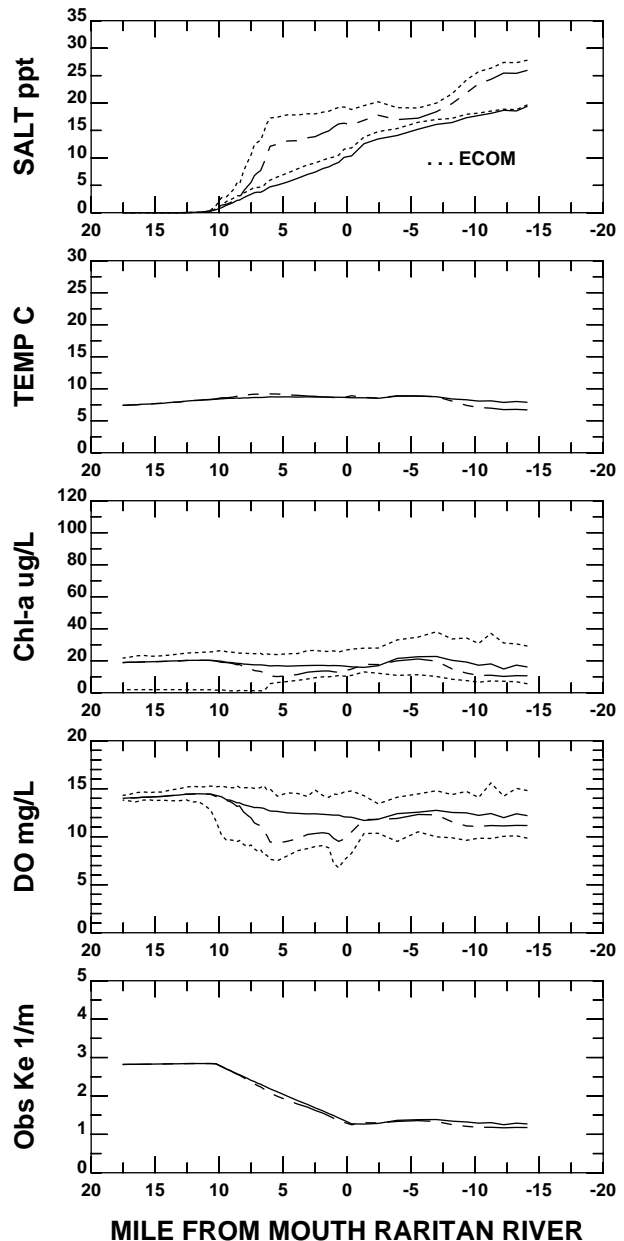 SALT ppt
35
30
25
20
15
10
5
0
. . . ECOM
20 15 10 5 0 -5 -10 -15 -20
TEMP C
30
25
20
15
10
5
0
20 15 10 5 0 -5 -10 -15 -20
Chl-a ug/L
120
100
80
60
40
20
0
20 15 10 5 0 -5 -10 -15 -20
DO mg/L
20
15
10
5
0
20 15 10 5 0 -5 -10 -15 -20
Obs Ke 1/m
5
4
3
2
1
0
20 15 10 5 0 -5 -10 -15 -20
MILE FROM MOUTH RARITAN RIVER